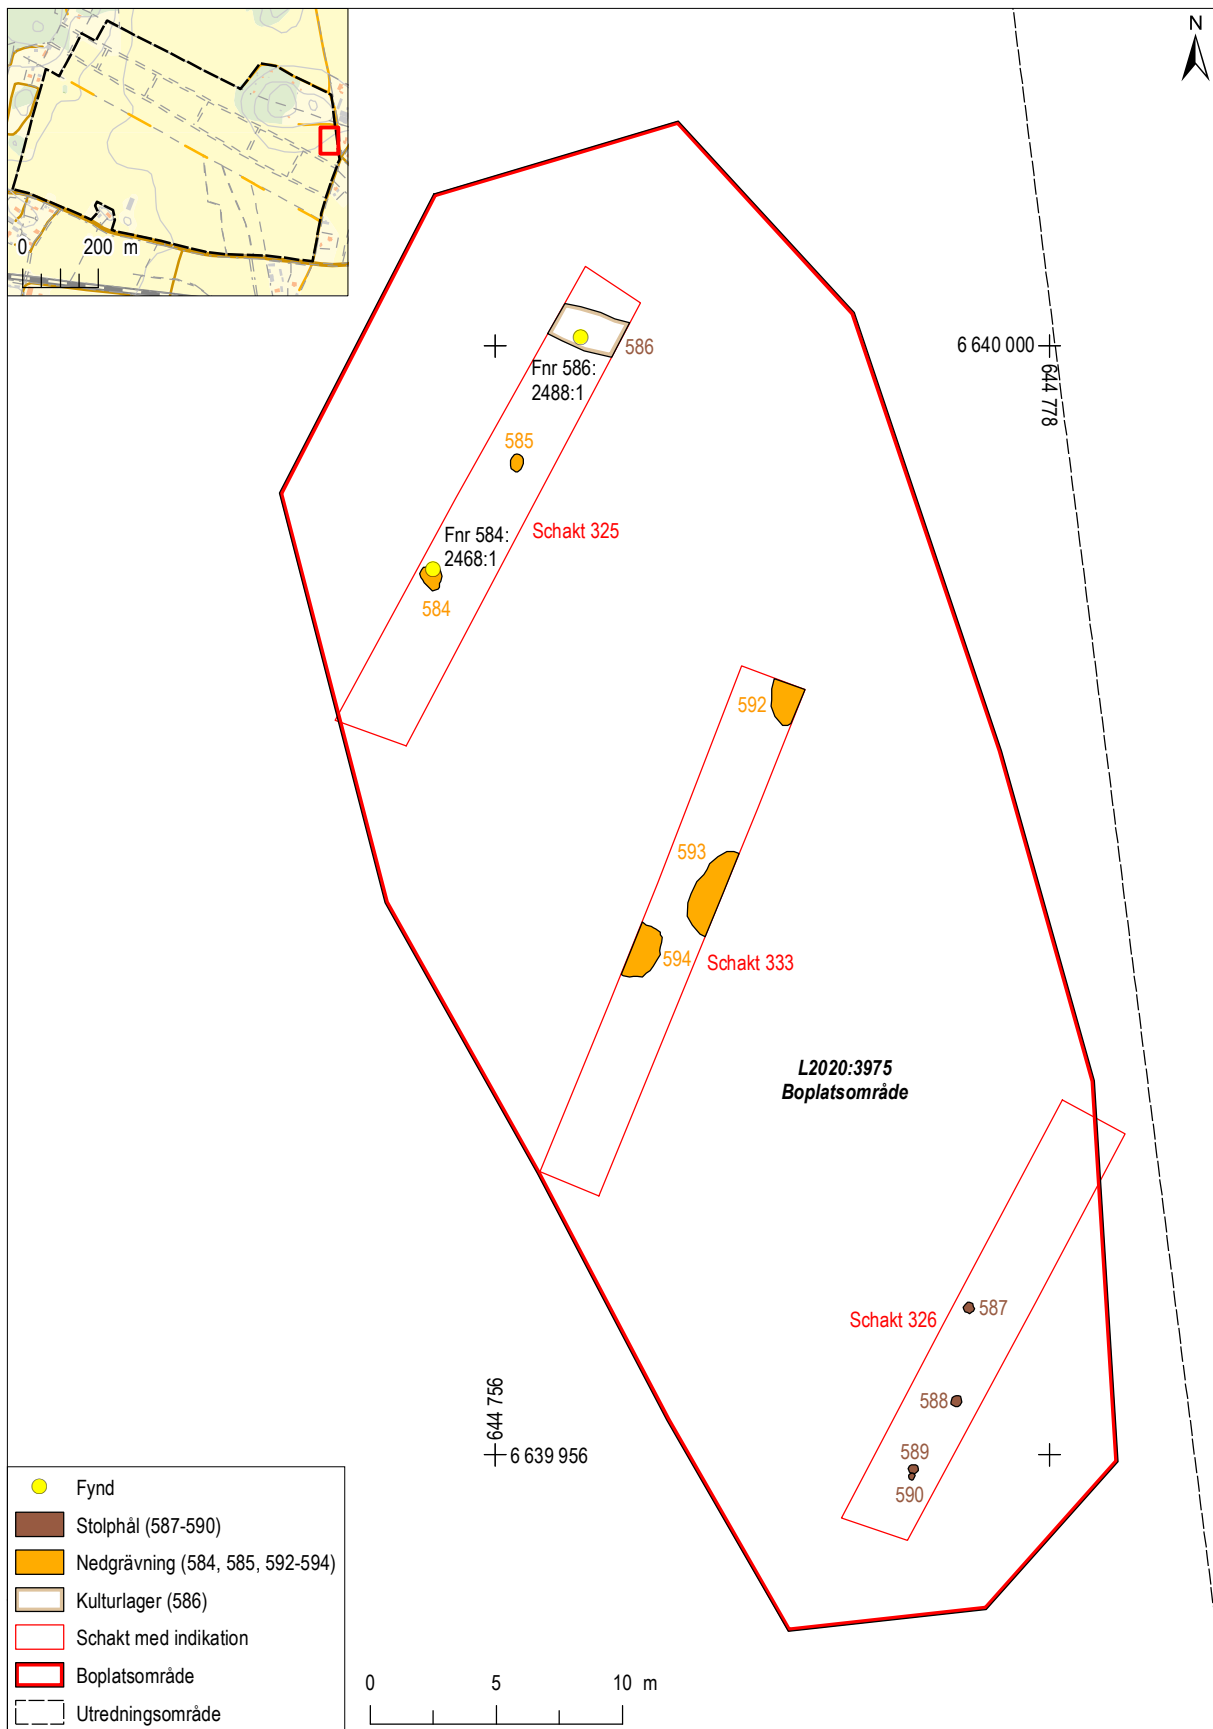 N
0 200 m
6 640 000
644 778
586
Fnr 586:
2488:1
585
Schakt 325
Fnr 584:
2468:1
584
592
593
594
Schakt 333
L2020:3975
Boplatsområde
587
Schakt 326
588
589
590
644 756
6 639 956
Fynd
Stolphål (587-590)
Nedgrävning (584, 585, 592-594)
Kulturlager (586)
Schakt med indikation
Boplatsområde
Utredningsområde
0 5 10 m